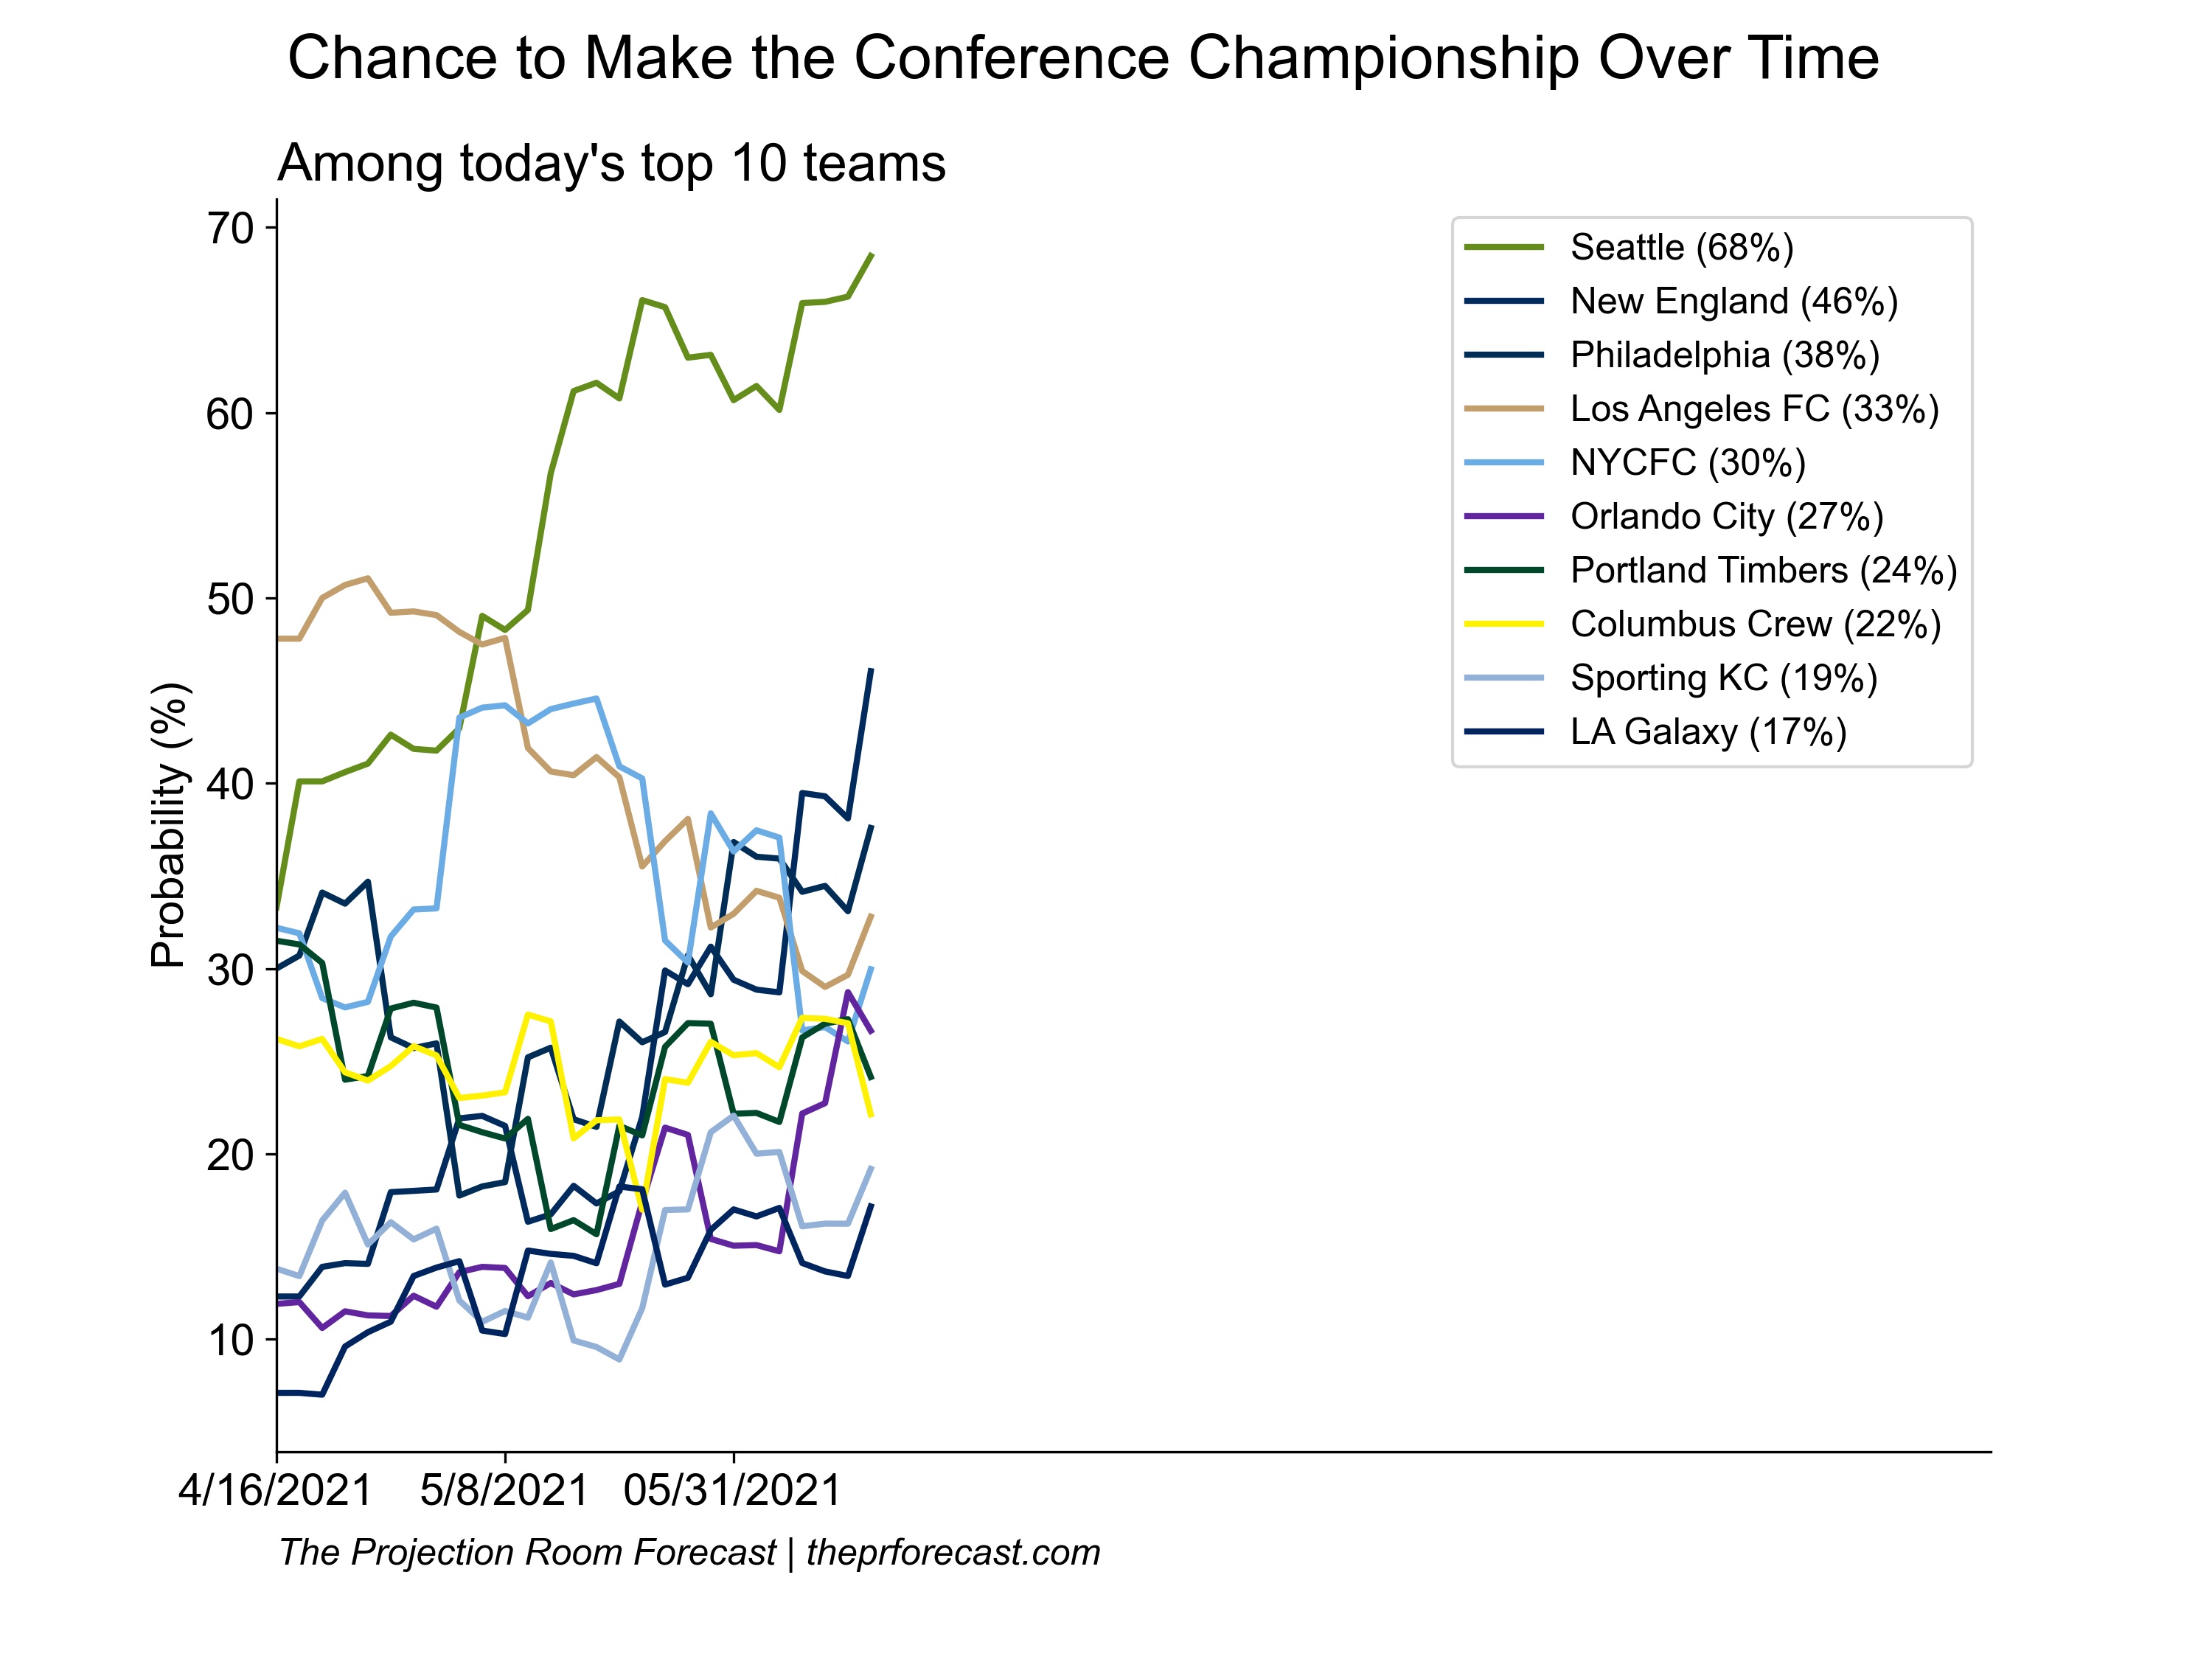 Chance to Make the Conference Championship Over Time
Among today's top 10 teams
70
60
50
40
30
20
10
Probability (%)
4/16/2021
5/8/2021
05/31/2021
Seattle (68%)
New England (46%)
Philadelphia (38%)
Los Angeles FC (33%)
NYCFC (30%)
Orlando City (27%)
Portland Timbers (24%)
Columbus Crew (22%)
Sporting KC (19%)
LA Galaxy (17%)
The Projection Room Forecast | theprforecast.com